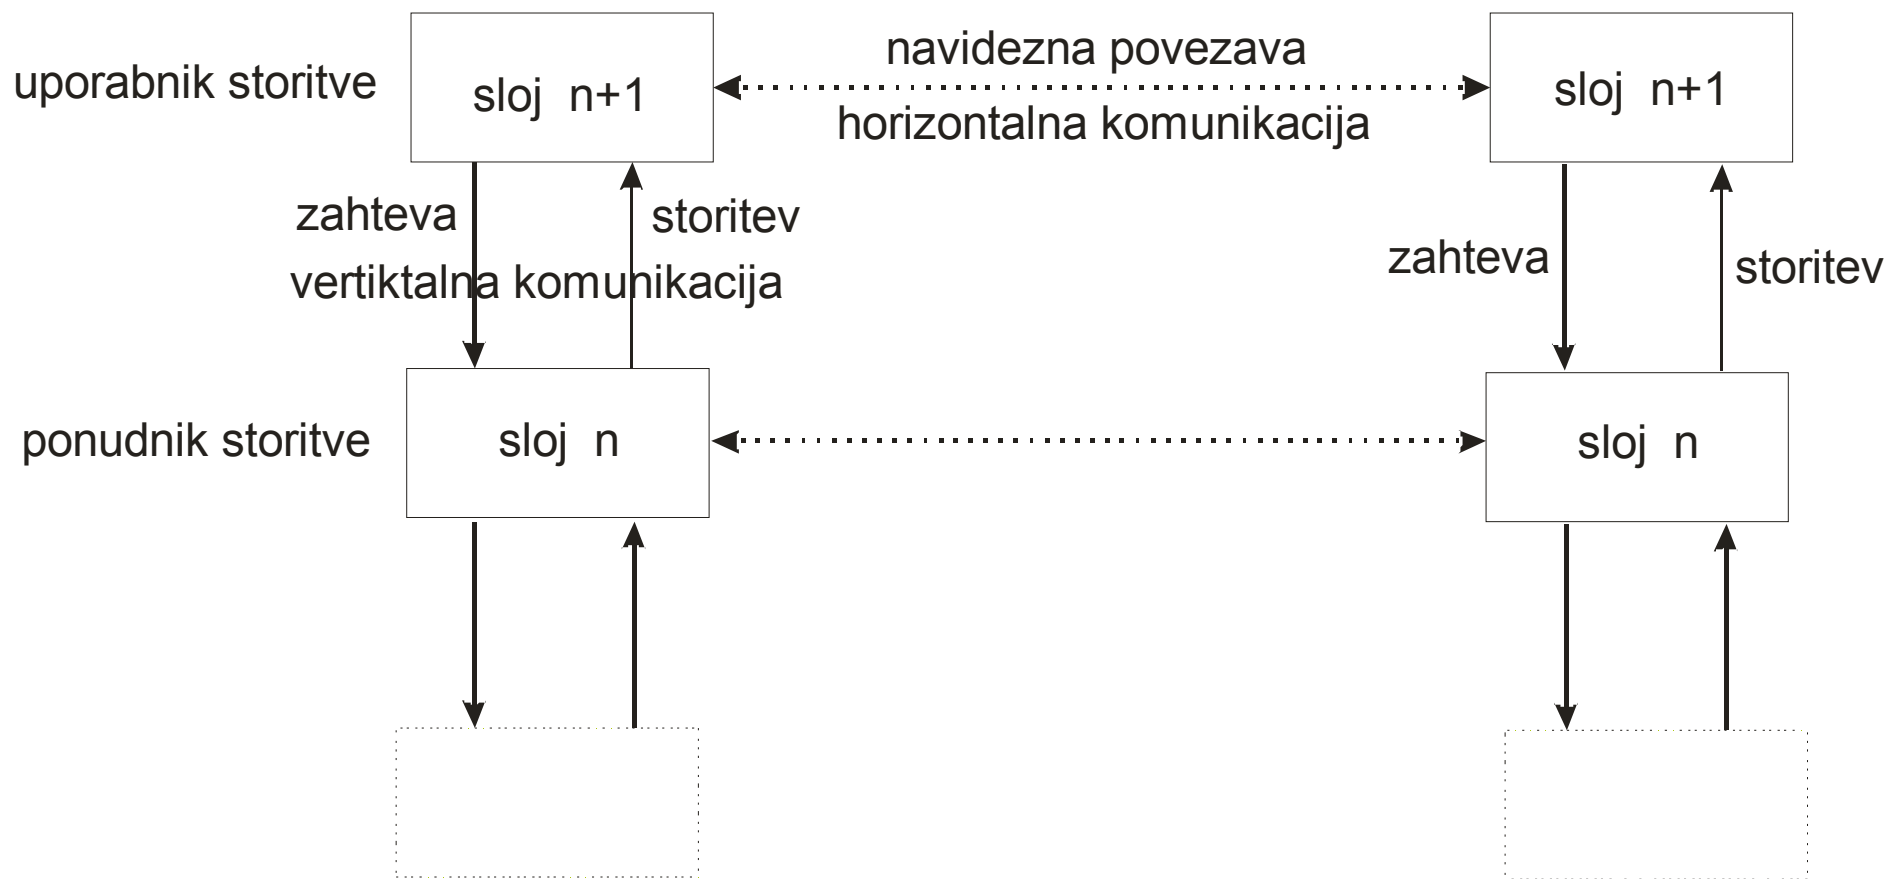 navidezna povezava
uporabnik storitve
sloj n+1
sloj n+1
horizontalna komunikacija
zahteva
storitev
zahteva
storitev
vertiktalna komunikacija
ponudnik storitve
sloj n
sloj n